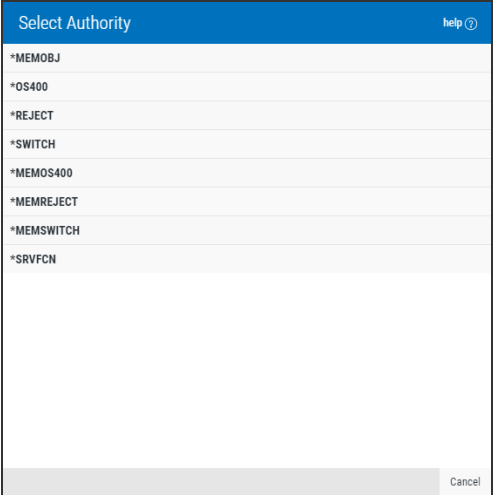 Select Authority
help ?
*MEMOBJ
*OS400
*REJECT
*SWITCH
*MEMOS400
*MEMREJECT
*MEMSWITCH
*SRVFCN
Cancel